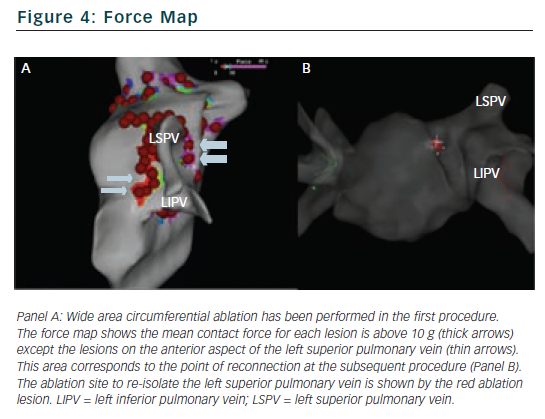 Figure 4: Force Map
A
B
LSPV
LIPV
LSPV
LIPV
Panel A: Wide area circumferential ablation has been performed in the first procedure.
The force map shows the mean contact force for each lesion is above 10 g (thick arrows)
except the lesions on the anterior aspect of the left superior pulmonary vein (thin arrows).
This area corresponds to the point of reconnection at the subsequent procedure (Panel B).
The ablation site to re-isolate the left superior pulmonary vein is shown by the red ablation
lesion. LIPV = left inferior pulmonary vein; LSPV = left superior pulmonary vein.